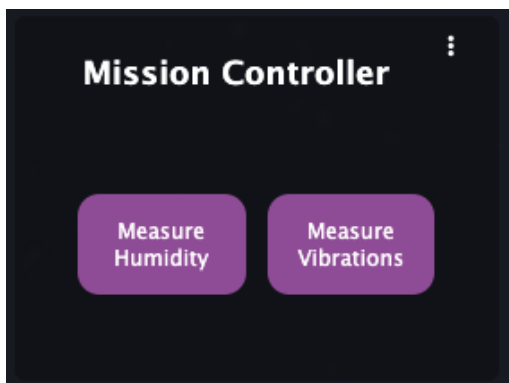 Mission Controller
Measure
Humidity
Measure
Vibrations